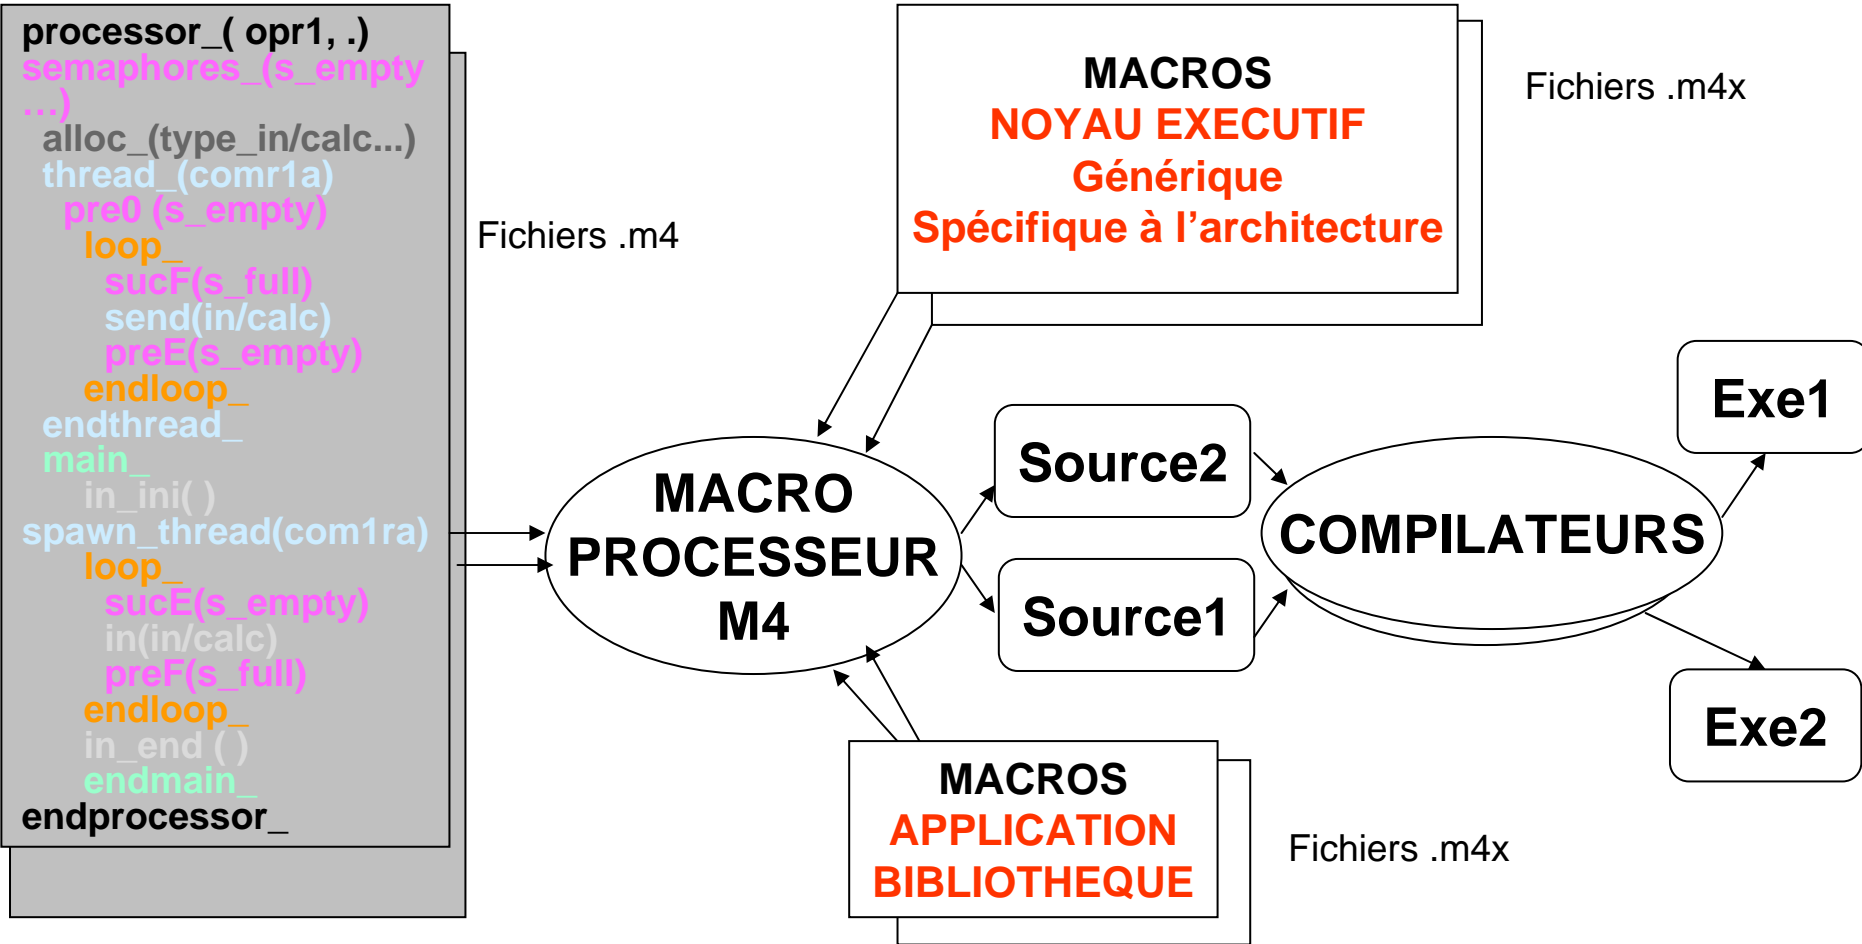 processor_( opr1, .)
semaphores_(s_empty
...)
alloc_(type_in/calc...)
thread_(comr1a)
pre0 (s_empty)
loop_
sucF(s_full)
send(in/calc)
preE(s_empty)
endloop_
endthread_
main_
in_ini( )
spawn_thread(com1ra)
loop_
sucE(s_empty)
in(in/calc)
preF(s_full)
endloop_
in_end ( )
endmain_
endprocessor_
Fichiers .m4
MACROS
NOYAU EXECUTIF
Générique
Spécifique à l’architecture
Fichiers .m4x
MACRO
PROCESSEUR
M4
Source2
Source1
COMPILATEURS
Exe1
Exe2
MACROS
APPLICATION
BIBLIOTHEQUE
Fichiers .m4x